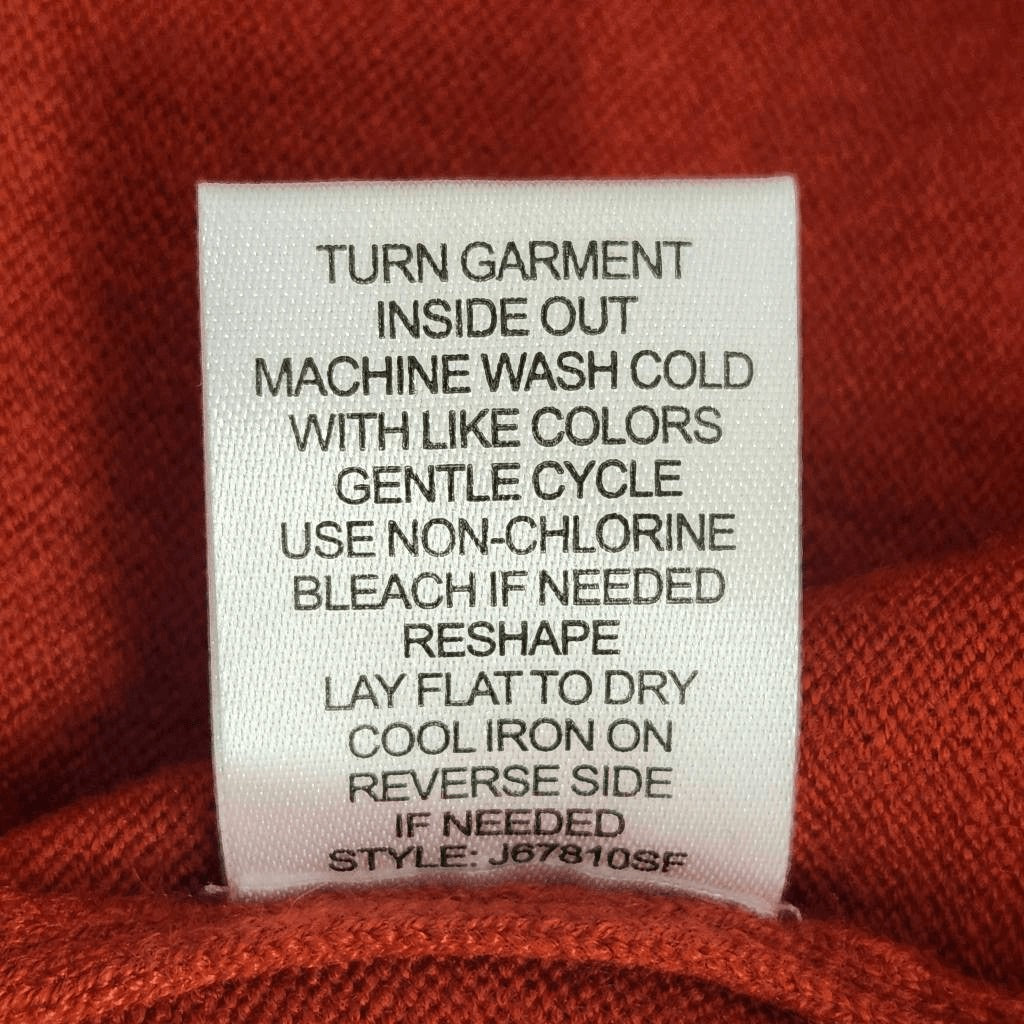 TURN GARMENT
INSIDE OUT
MACHINE WASH COLD
WITH LIKE COLORS
GENTLE CYCLE
USE NON-CHLORINE
BLEACH IF NEEDED
RESHAPE
LAY FLAT TO DRY
COOL IRON ON
REVERSE SIDE
IF NEEDED
STYLE: J67810SF